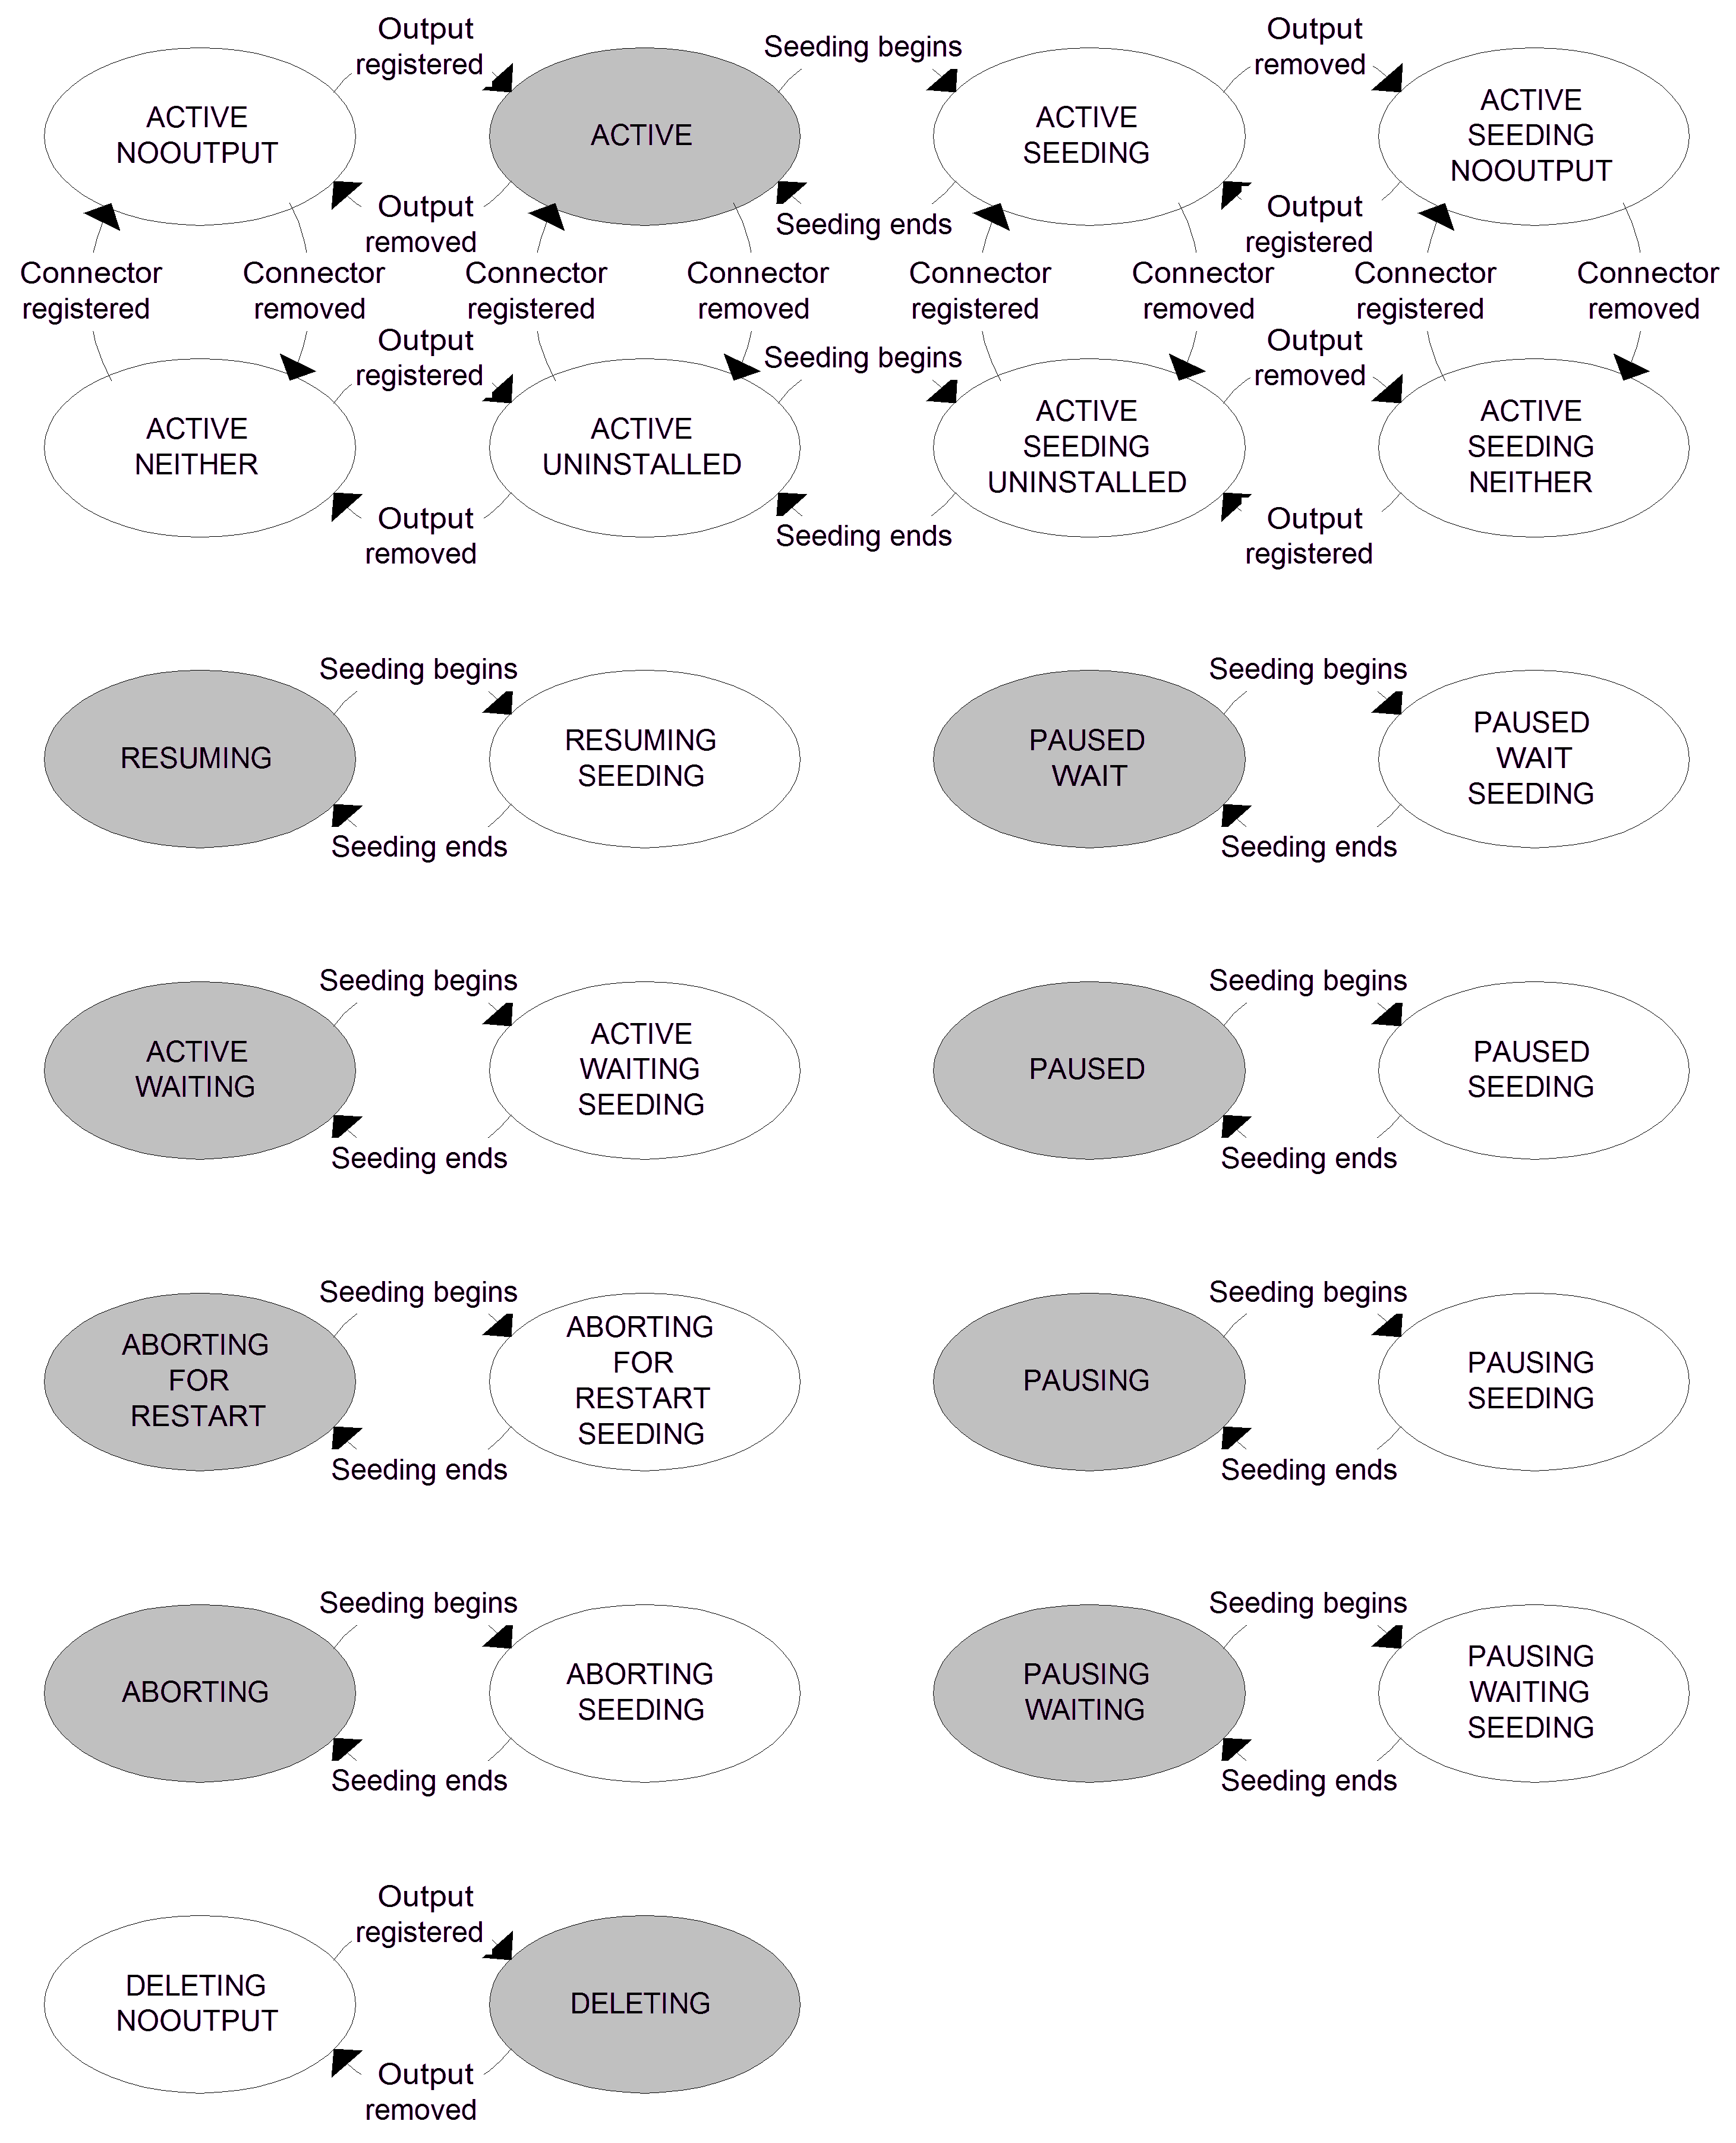 Output
registered
Seeding begins
Output
removed
ACTIVE
NOOUTPUT
ACTIVE
ACTIVE
SEEDING
ACTIVE
SEEDING
NOOUTPUT
Output
removed
Seeding ends
Output
registered
Connector
registered
Connector
removed
Connector
registered
Connector
removed
Connector
registered
Connector
removed
Connector
registered
Connector
removed
Output
registered
Seeding begins
Output
removed
ACTIVE
NEITHER
ACTIVE
UNINSTALLED
ACTIVE
SEEDING
UNINSTALLED
ACTIVE
SEEDING
NEITHER
Output
removed
Seeding ends
Output
registered
Seeding begins
Seeding begins
RESUMING
RESUMING
SEEDING
PAUSED
WAIT
PAUSED
WAIT
SEEDING
Seeding ends
Seeding ends
Seeding begins
Seeding begins
ACTIVE
WAITING
ACTIVE
WAITING
SEEDING
PAUSED
PAUSED
SEEDING
Seeding ends
Seeding ends
Seeding begins
Seeding begins
ABORTING
FOR
RESTART
ABORTING
FOR
RESTART
SEEDING
PAUSING
PAUSING
SEEDING
Seeding ends
Seeding ends
Seeding begins
Seeding begins
ABORTING
ABORTING
SEEDING
PAUSING
WAITING
PAUSING
WAITING
SEEDING
Seeding ends
Seeding ends
Output
registered
DELETING
NOOUTPUT
DELETING
Output
removed